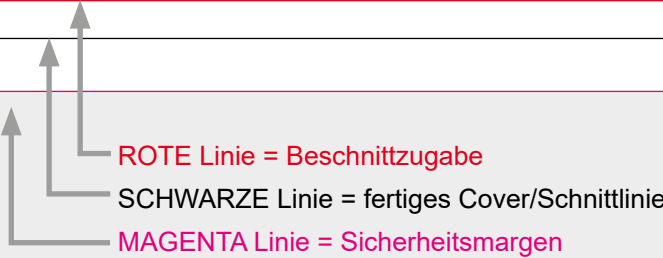 ROTE Linie = Beschnittzugabe
SCHWARZE Linie = fertiges Cover/Schnittlinie
MAGENTA Linie = Sicherheitsmargen